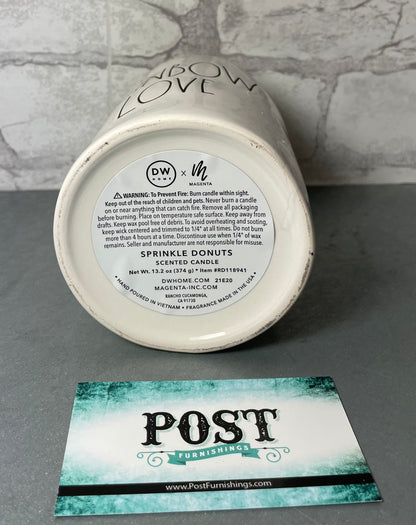 NBOW
LOVE
DW
HOME
x
MAGENTA
⚠ WARNING: To Prevent Fire: Burn candle within sight.
Keep out of the reach of children and pets. Never burn a candle
on or near anything that can catch fire. Remove all packaging
before burning. Place on temperature safe surface. Keep away from
drafts. Keep wax pool free of debris. To avoid overheating and sooting,
keep wick centered and trimmed to 1/4" at all times. Do not burn
more than 4 hours at a time. Discontinue use when 1/4" of wax
remains. Seller and manufacturer are not responsible for misuse.
SPRINKLE DONUTS
SCENTED CANDLE
Net Wt. 13.2 oz (374 g) • Item #RD118941
DWHOME.COM 21E20
MAGENTA-INC.COM
RANCHO CUCAMONGA,
CA 91730
• HAND POURED IN VIETNAM • FRAGRANCE MADE IN THE USA •
POST
FURNISHINGS
www.PostFurnishings.com